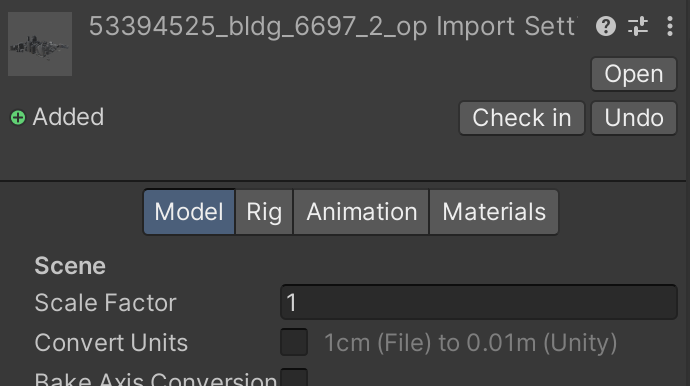 53394525_bldg_6697_2_op Import Sett
Open
Added
Check in Undo
Model Rig Animation Materials
Scene
Scale Factor 1
Convert Units 1cm (File) to 0.01m (Unity)
Bake Axis Conversion